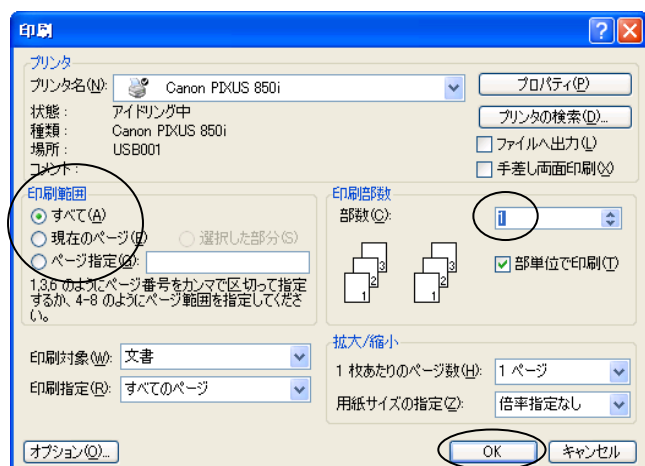 印刷
プリンタ
プリンタ名(N): Canon PIXUS 850i プロパティ(P)
状態: アイドリング中 プリンタの検索(D)...
種類: Canon PIXUS 850i
場所: USB001 ファイルへ出力(L)
コメント: 手差し両面印刷(X)
印刷範囲 印刷部数
すべて(A) 部数(C): 1
現在のページ(E) 選択した部分(S)
ページ指定(G): 部単位で印刷(T)
1,3,6 のようにページ番号をカンマで区切って指定
するか、4-8 のようにページ範囲を指定してくださ
い。
1 2 3 1 2 3
拡大/縮小
印刷対象(W): 文書 1 枚あたりのページ数(H): 1 ページ
印刷指定(R): すべてのページ 用紙サイズの指定(Z): 倍率指定なし
オプション(O)... OK キャンセル